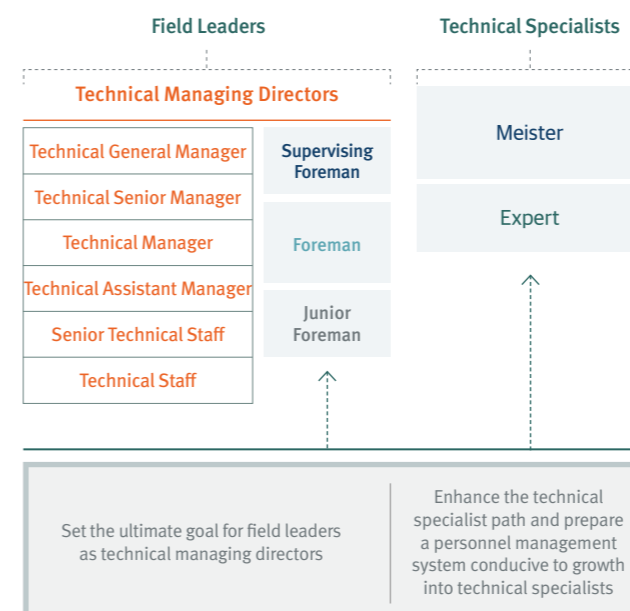 Field Leaders
Technical Managing Directors
Technical General Manager
Technical Senior Manager
Technical Manager
Technical Assistant Manager
Senior Technical Staff
Technical Staff
Supervising
Foreman
Foreman
Junior
Foreman
Technical Specialists
Meister
Expert
Set the ultimate goal for field leaders
as technical managing directors
Enhance the technical
specialist path and prepare
a personnel management
system conducive to growth
into technical specialists